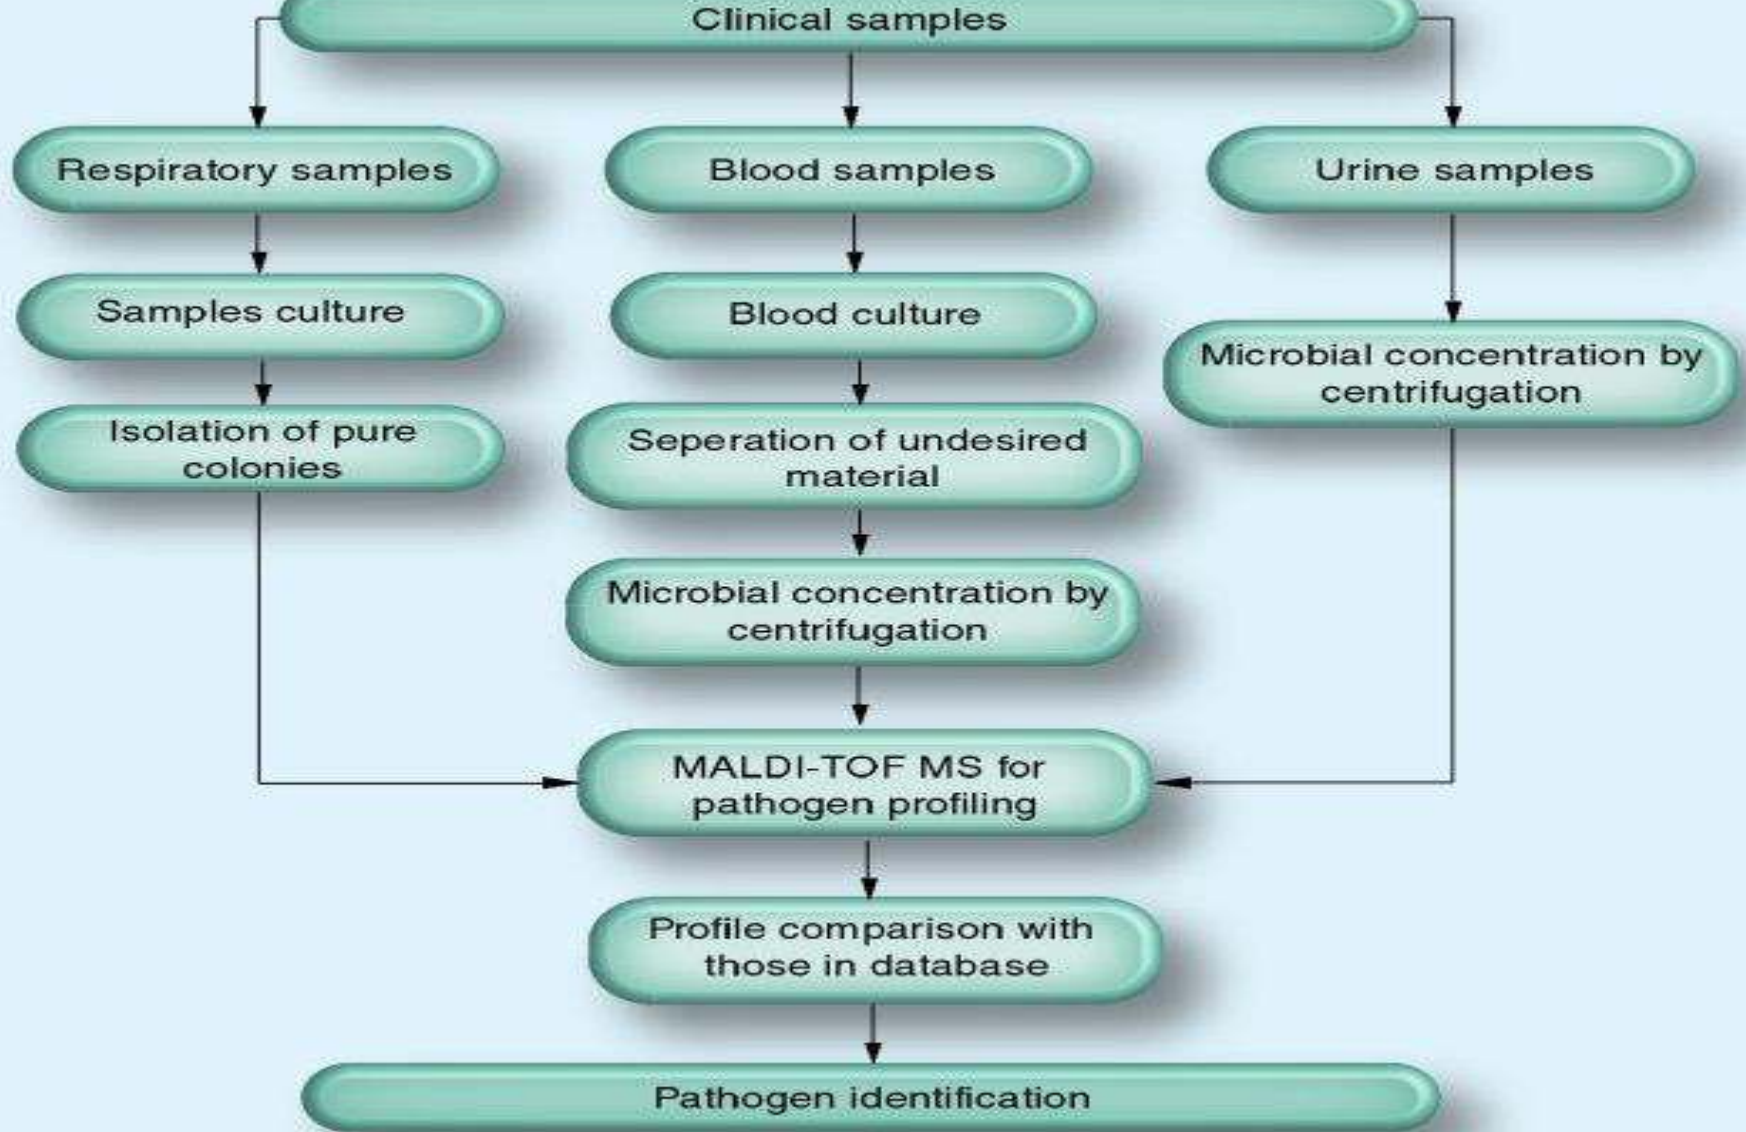 Clinical samples
Respiratory samples
Blood samples
Urine samples
Samples culture
Blood culture
Microbial concentration by
centrifugation
Isolation of pure
colonies
Seperation of undesired
material
Microbial concentration by
centrifugation
MALDI-TOF MS for
pathogen profiling
Profile comparison with
those in database
Pathogen identification